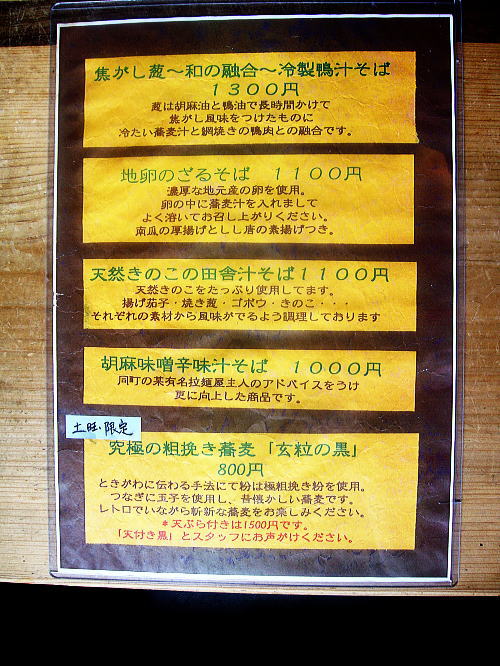 焦がし葱～和の融合～冷製鴨汁そば
１３００円
葱は胡麻油と鴨油で長時間かけて
焦がし風味をつけたものに
冷たい蕎麦汁と網焼きの鴨肉との融合です。
地卵のざるそば　１１００円
濃厚な地元産の卵を使用。
卵の中に蕎麦汁を入れまして
よく溶いてお召し上がりください。
南瓜の厚揚げとしし唐の素揚げつき。
天然きのこの田舎汁そば１１００円
天然きのこをたっぷり使用してます。
揚げ茄子・焼き葱・ゴボウ・きのこ・・・
それぞれの素材から風味がでるよう調理しております
胡麻味噌辛味汁そば　１０００円
同町の某有名拉麺屋主人のアドバイスをうけ
更に向上した商品です。
土日限定
究極の粗挽き蕎麦「玄粒の黒」
800円
ときがわに伝わる手法にて粉は極粗挽き粉を使用。
つなぎに玉子を使用し、昔懐かしい蕎麦です。
レトロでいながら斬新な蕎麦をお楽しみください。
＊天ぷら付きは1500円です。
「天付き黒」とスタッフにお声がけください。